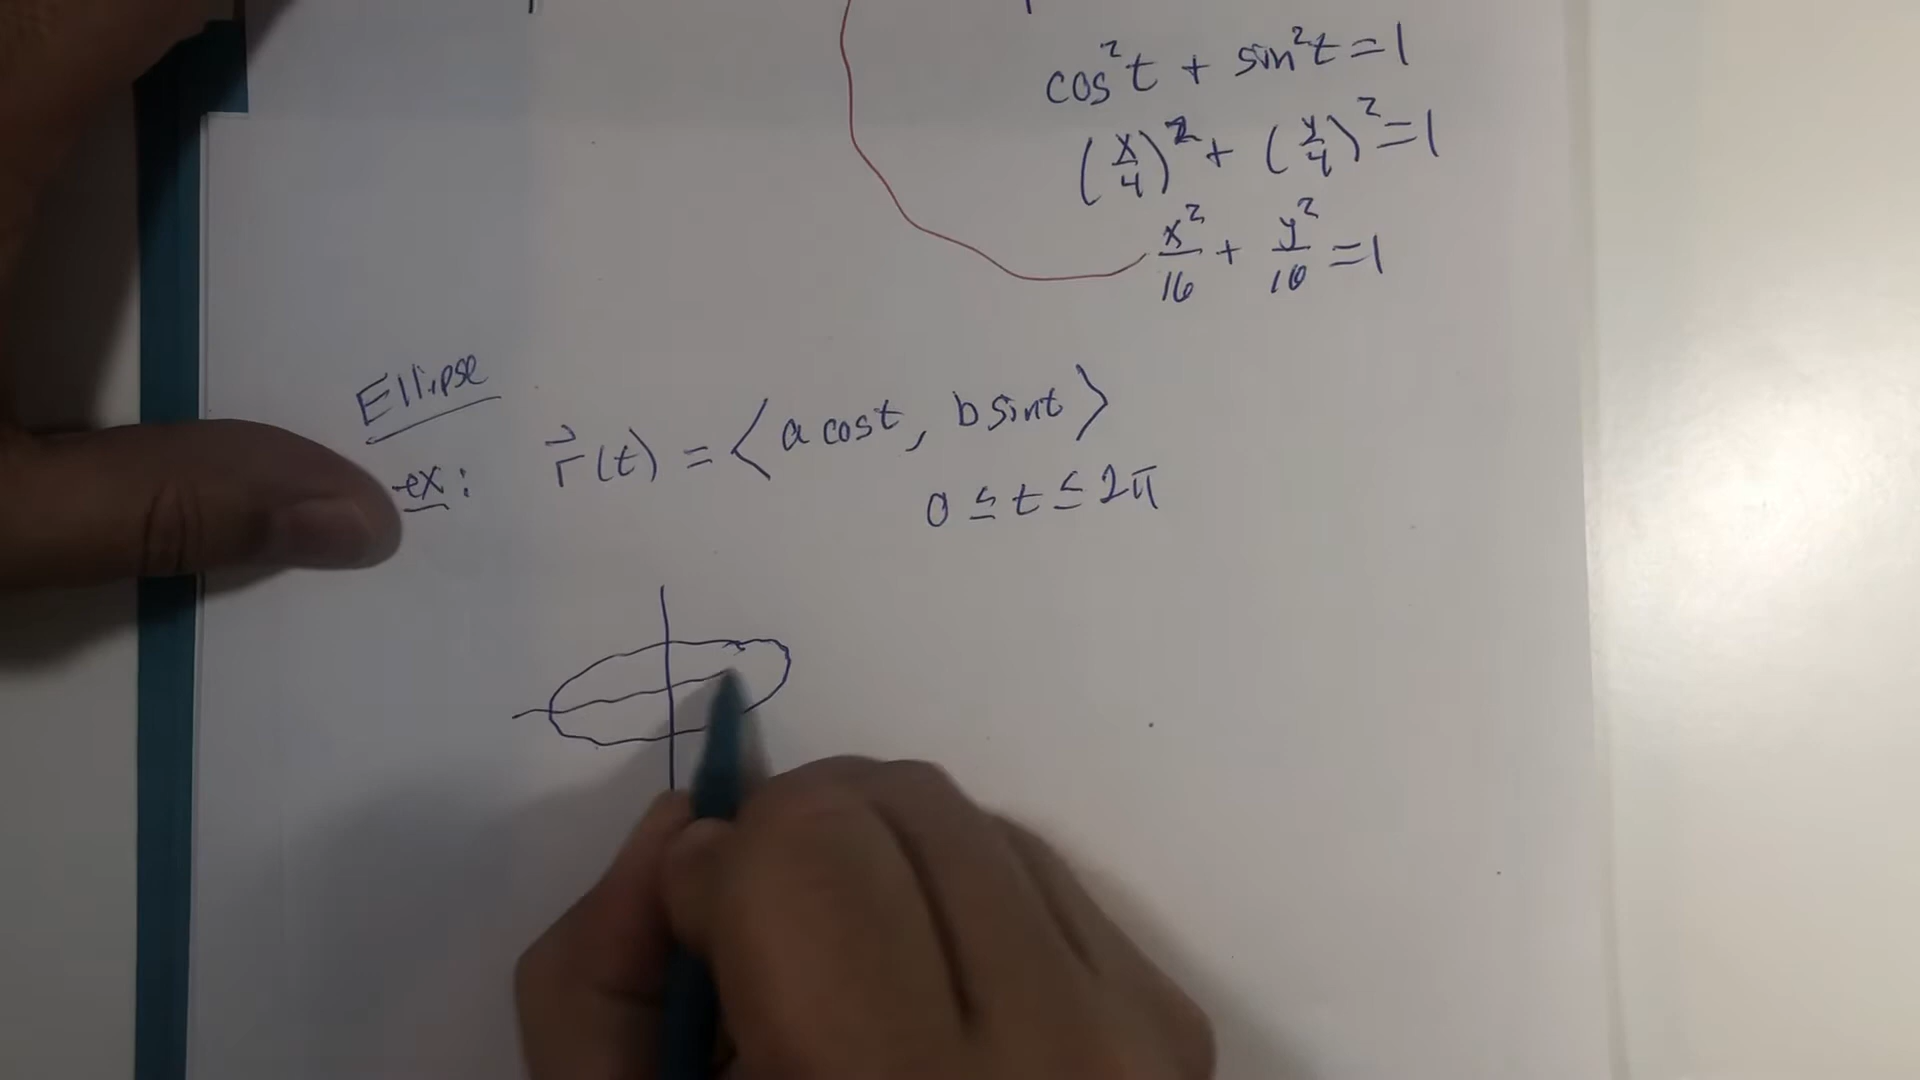 cos²t + sin²t = 1
(x/4)² + (y/4)² = 1
x²/16 + y²/16 = 1
Ellipse
ex: r⃗(t) = ⟨a cost, b sint⟩
0 ≤ t ≤ 2π